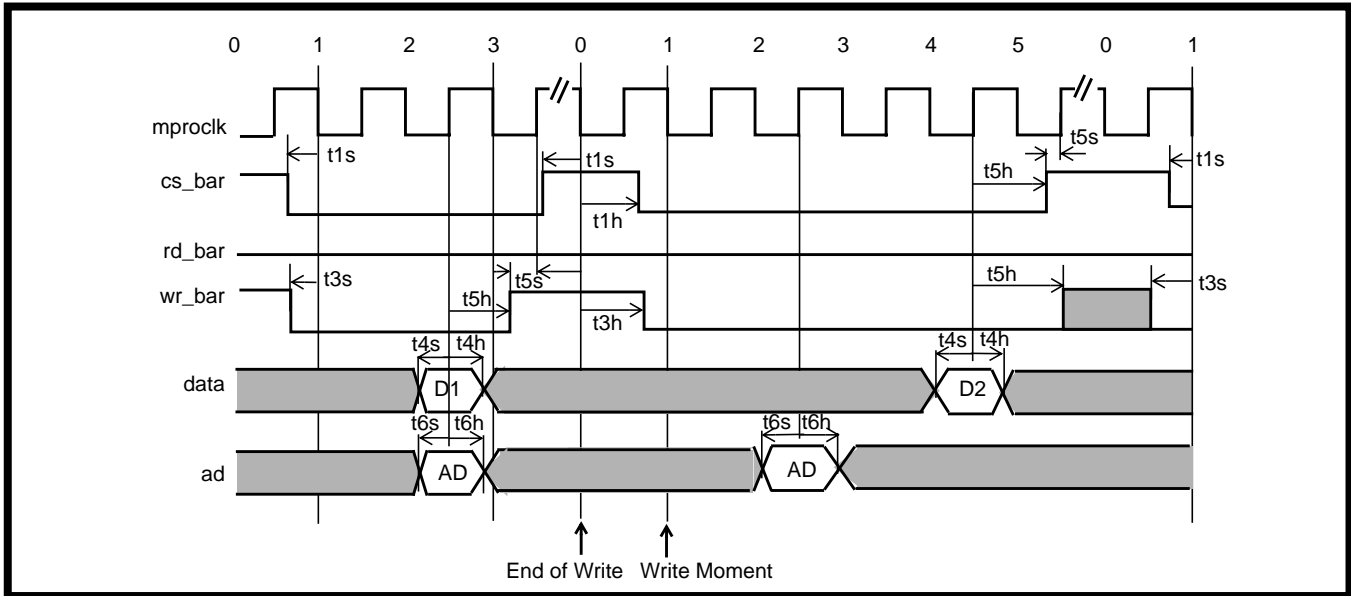 0 1 2 3 0 1 2 3 4 5 0 1
mproclk
t1s t1s t5s t1s
cs_bar
t5h
t1h
rd_bar
t3s t5s t5h t3s
wr_bar
t5h t3h
t4s t4h t4s t4h
data D1 D2
t6s t6h t6s t6h
ad AD AD
End of Write Write Moment